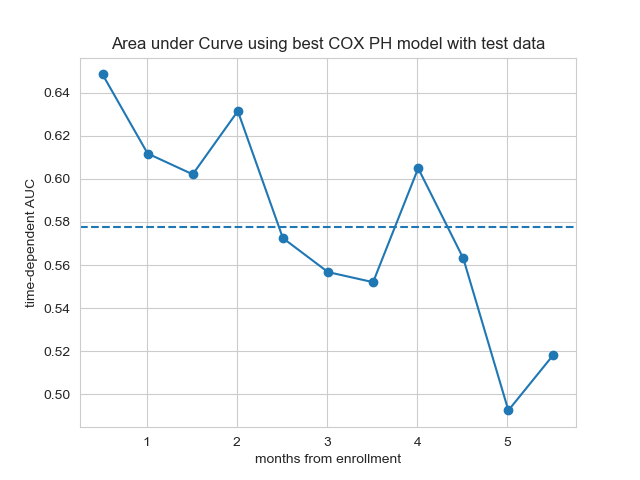 Area under Curve using best COX PH model with test data
time-dependent AUC
0.64
0.62
0.60
0.58
0.56
0.54
0.52
0.50
1 2 3 4 5
months from enrollment